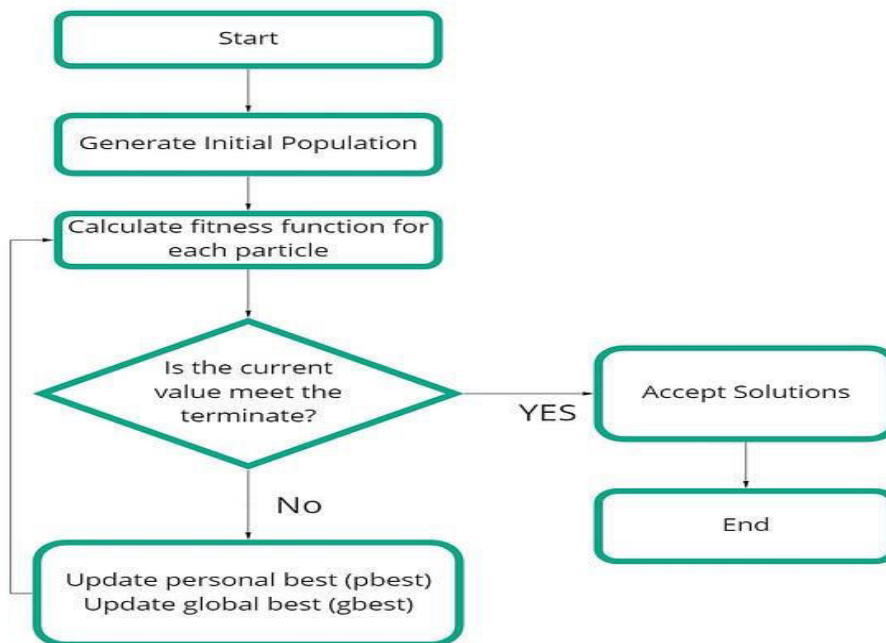 Start
Generate Initial Population
Calculate fitness function for
each particle
Is the current
value meet the
terminate?
YES
Accept Solutions
No
End
Update personal best (pbest)
Update global best (gbest)